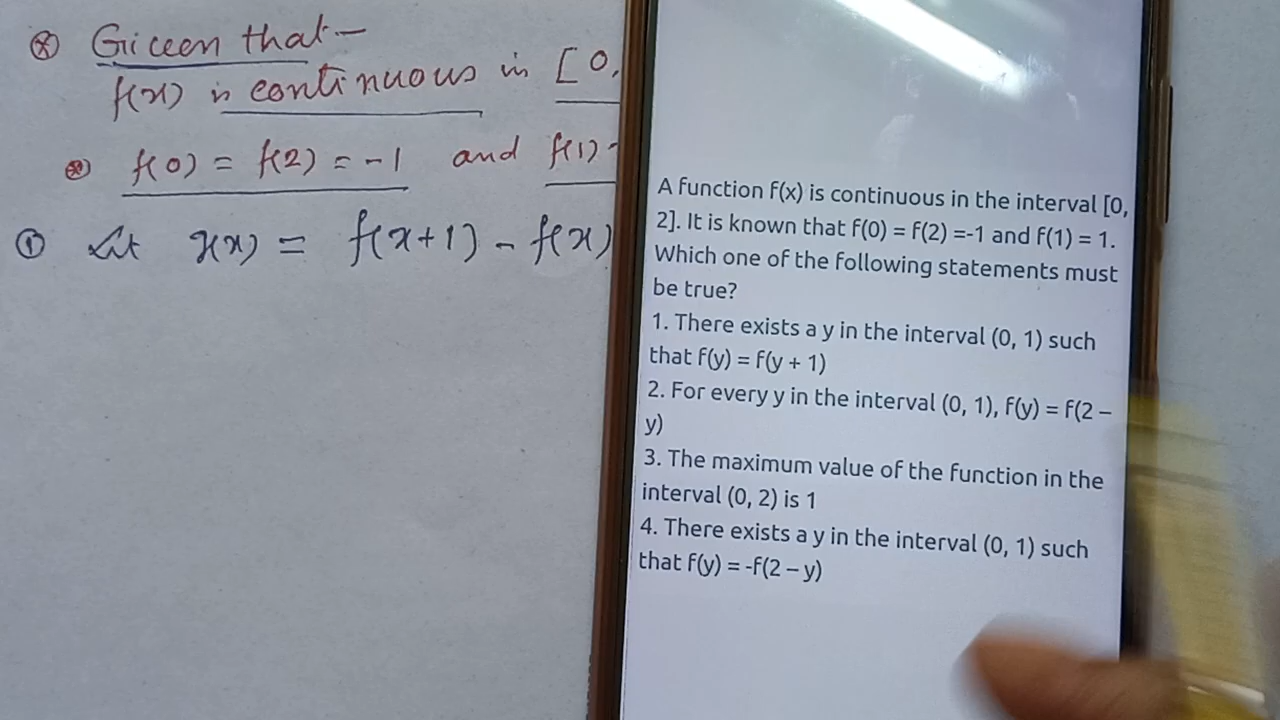 ⊗ Giceen that-
f(x) is continuous in [0,
⊗ f(0) = f(2) = -1 and f(1)-
① Let g(x) = f(x+1) - f(x)
A function f(x) is continuous in the interval [0,
2]. It is known that f(0) = f(2) =-1 and f(1) = 1.
Which one of the following statements must
be true?
1. There exists a y in the interval (0, 1) such
that f(y) = f(y + 1)
2. For every y in the interval (0, 1), f(y) = f(2 –
y)
3. The maximum value of the function in the
interval (0, 2) is 1
4. There exists a y in the interval (0, 1) such
that f(y) = -f(2 – y)